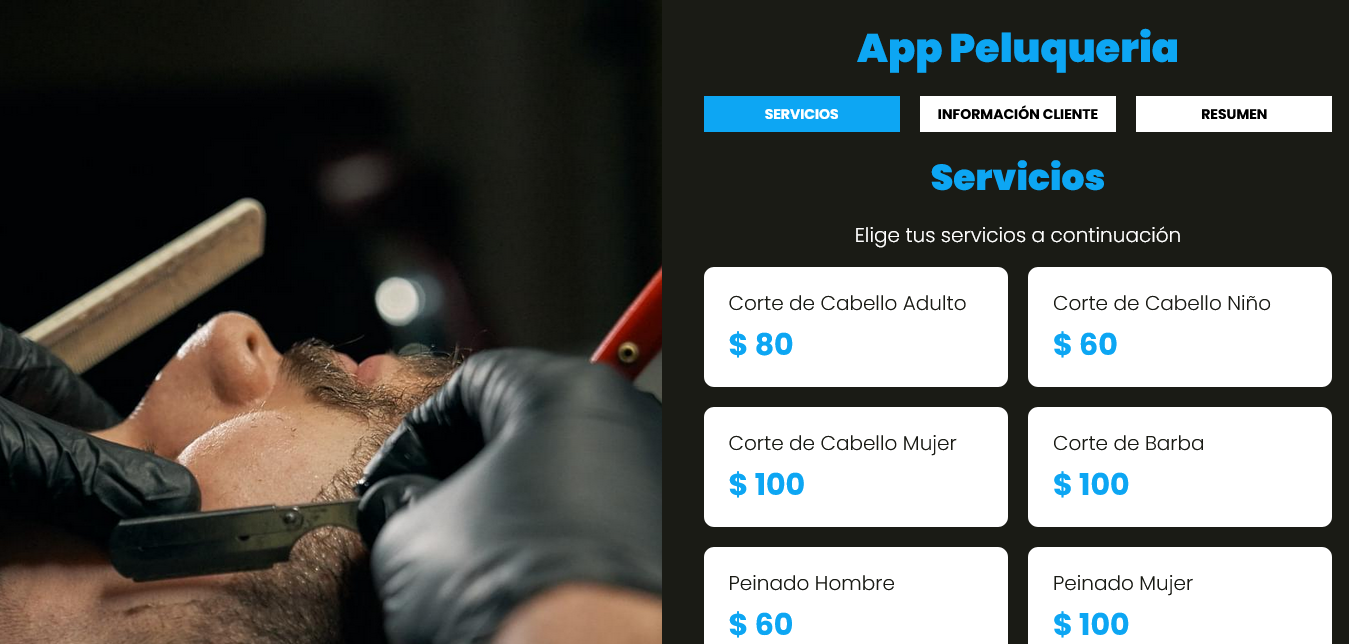 App Peluqueria
SERVICIOS
INFORMACIÓN CLIENTE
RESUMEN
Servicios
Elige tus servicios a continuación
Corte de Cabello Adulto
$ 80
Corte de Cabello Niño
$ 60
Corte de Cabello Mujer
$ 100
Corte de Barba
$ 100
Peinado Hombre
$ 60
Peinado Mujer
$ 100